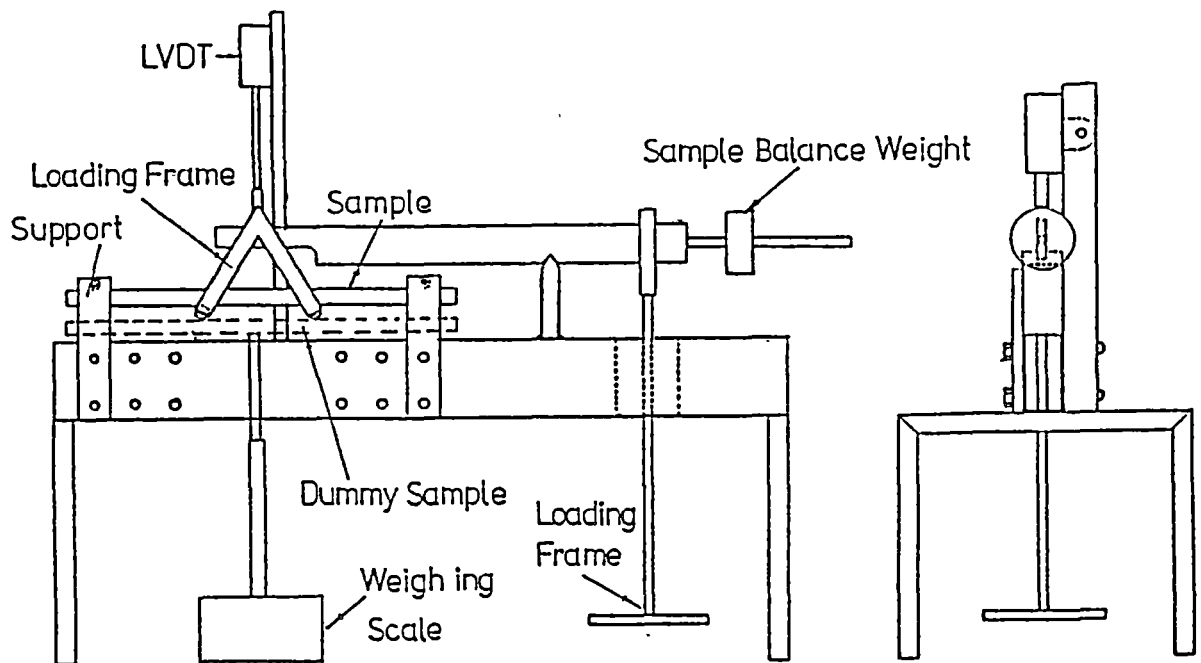 LVDT
Loading Frame
Support
Sample
Sample Balance Weight
Dummy Sample
Loading
Frame
Weigh ing
Scale